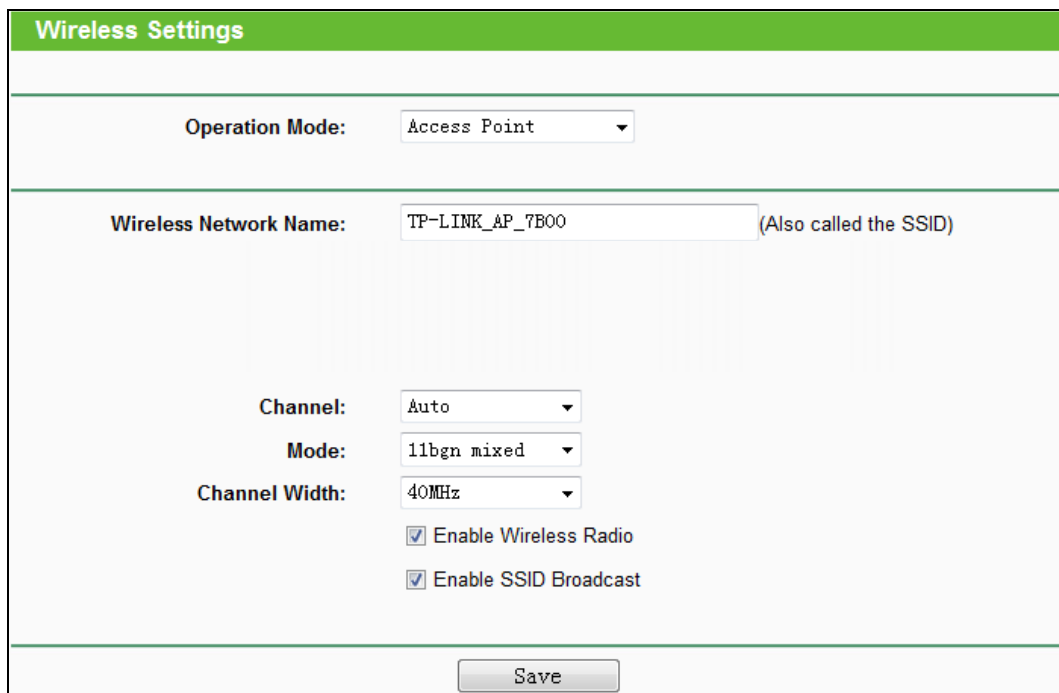 Wireless Settings
Operation Mode: Access Point
Wireless Network Name: TP-LINK_AP_7B00 (Also called the SSID)
Channel: Auto
Mode: 11bgn mixed
Channel Width: 40MHz
Enable Wireless Radio
Enable SSID Broadcast
Save